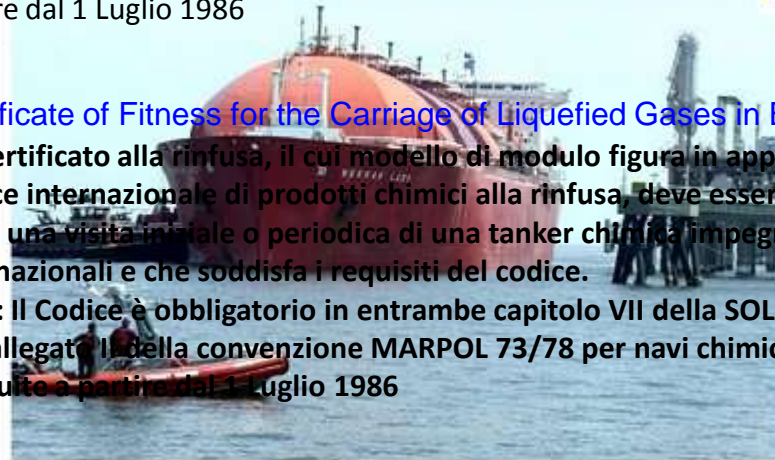 re dal 1 Luglio 1986
ficate of Fitness for the Carriage of Liquefied Gases in B
ertificato alla rinfusa, il cui modello di modulo figura in app
ce internazionale di prodotti chimici alla rinfusa, deve esser
una visita iniziale o periodica di una tanker chimica impegn
nazionali e che soddisfa i requisiti del codice.
: Il Codice è obbligatorio in entrambe capitolo VII della SOL
allegato II della convenzione MARPOL 73/78 per navi chimic
uite a partire dal 1 Luglio 1986